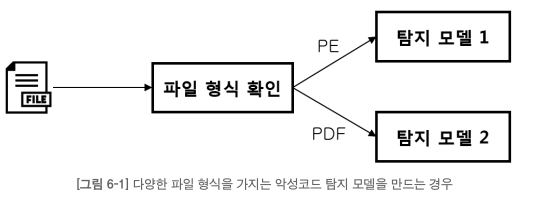 PE
탐지 모델 1
FILE
파일 형식 확인
PDF
탐지 모델 2
[그림 6-1] 다양한 파일 형식을 가지는 악성코드 탐지 모델을 만드는 경우